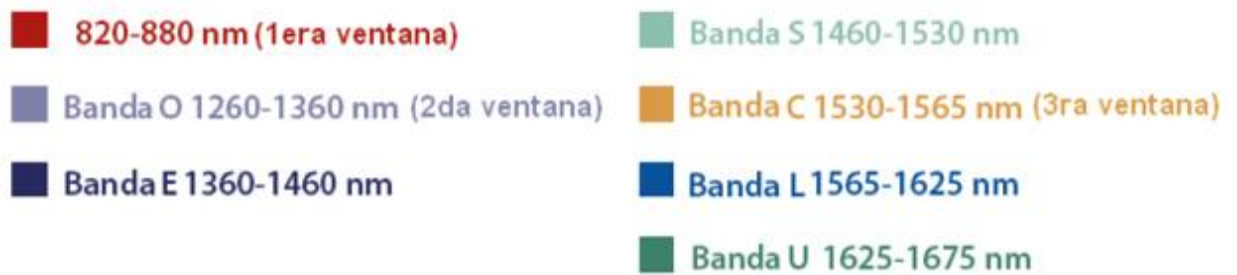 820-880 nm (1era ventana)
Banda O 1260-1360 nm (2da ventana)
Banda E 1360-1460 nm
Banda S 1460-1530 nm
Banda C 1530-1565 nm (3ra ventana)
Banda L 1565-1625 nm
Banda U 1625-1675 nm